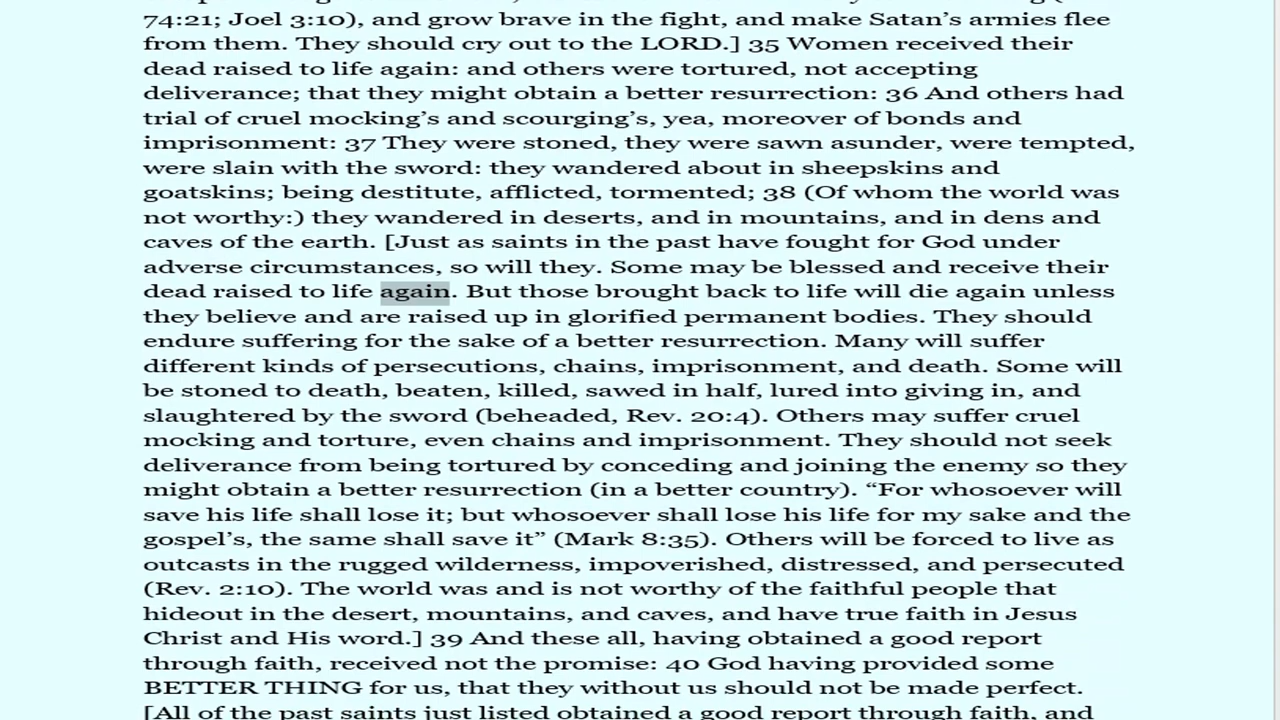 74:21; Joel 3:10), and grow brave in the fight, and make Satan’s armies flee
from them. They should cry out to the LORD.] 35 Women received their
dead raised to life again: and others were tortured, not accepting
deliverance; that they might obtain a better resurrection: 36 And others had
trial of cruel mocking’s and scourging’s, yea, moreover of bonds and
imprisonment: 37 They were stoned, they were sawn asunder, were tempted,
were slain with the sword: they wandered about in sheepskins and
goatskins; being destitute, afflicted, tormented; 38 (Of whom the world was
not worthy:) they wandered in deserts, and in mountains, and in dens and
caves of the earth. [Just as saints in the past have fought for God under
adverse circumstances, so will they. Some may be blessed and receive their
dead raised to life again. But those brought back to life will die again unless
they believe and are raised up in glorified permanent bodies. They should
endure suffering for the sake of a better resurrection. Many will suffer
different kinds of persecutions, chains, imprisonment, and death. Some will
be stoned to death, beaten, killed, sawed in half, lured into giving in, and
slaughtered by the sword (beheaded, Rev. 20:4). Others may suffer cruel
mocking and torture, even chains and imprisonment. They should not seek
deliverance from being tortured by conceding and joining the enemy so they
might obtain a better resurrection (in a better country). “For whosoever will
save his life shall lose it; but whosoever shall lose his life for my sake and the
gospel’s, the same shall save it” (Mark 8:35). Others will be forced to live as
outcasts in the rugged wilderness, impoverished, distressed, and persecuted
(Rev. 2:10). The world was and is not worthy of the faithful people that
hideout in the desert, mountains, and caves, and have true faith in Jesus
Christ and His word.] 39 And these all, having obtained a good report
through faith, received not the promise: 40 God having provided some
BETTER THING for us, that they without us should not be made perfect.
[All of the past saints just listed obtained a good report through faith, and